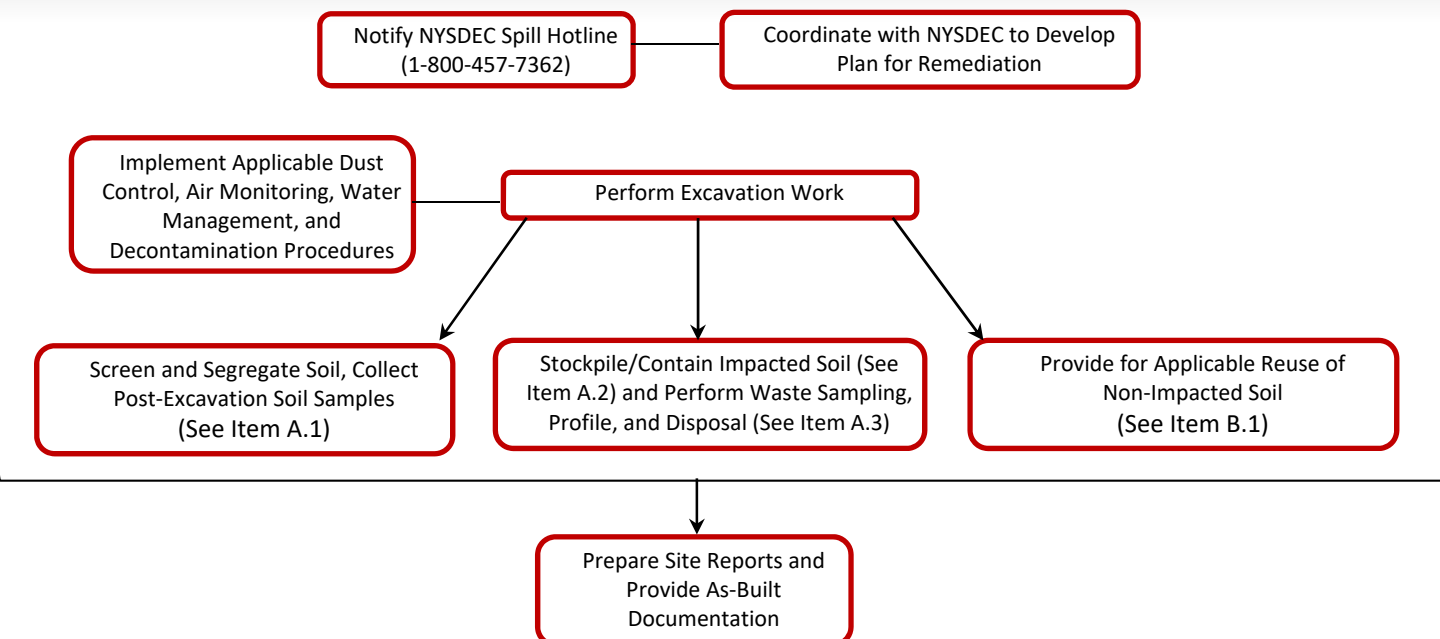 Notify NYSDEC Spill Hotline
(1-800-457-7362)
Coordinate with NYSDEC to Develop
Plan for Remediation
Implement Applicable Dust
Control, Air Monitoring, Water
Management, and
Decontamination Procedures
Perform Excavation Work
Screen and Segregate Soil, Collect
Post-Excavation Soil Samples
(See Item A.1)
Stockpile/Contain Impacted Soil (See
Item A.2) and Perform Waste Sampling,
Profile, and Disposal (See Item A.3)
Provide for Applicable Reuse of
Non-Impacted Soil
(See Item B.1)
Prepare Site Reports and
Provide As-Built
Documentation